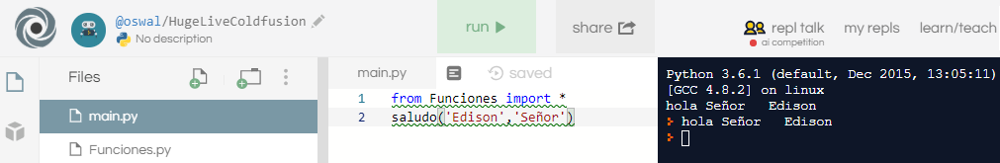 @oswal/HugeLiveColdfusion
No description
run
share
repl talk
ai competition
my repls
learn/teach
Files
main.py
Funciones.py
main.py
saved
1 from Funciones import *
2 saludo('Edison','Señor')
Python 3.6.1 (default, Dec 2015, 13:05:11)
[GCC 4.8.2] on linux
hola Señor   Edison
> hola Señor   Edison
>